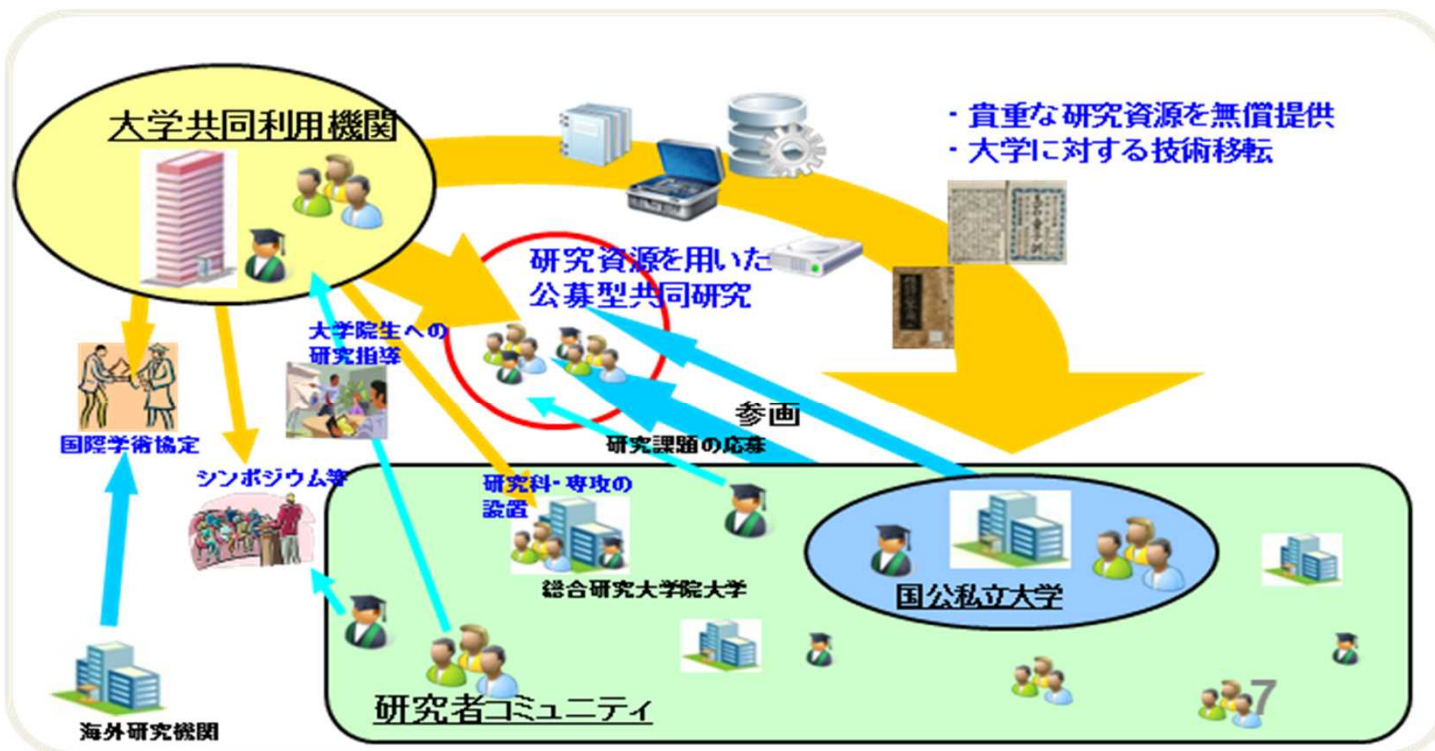 大学共同利用機関
・貴重な研究資源を無償提供
・大学に対する技術移転
研究資源を用いた
公募型共同研究
大学院生への
研究指導
国際学術協定
シンポジウム等
参画
研究課題の応募
研究科・専攻の
設置
総合研究大学院大学
国公私立大学
研究者コミュニティ
海外研究機関
7